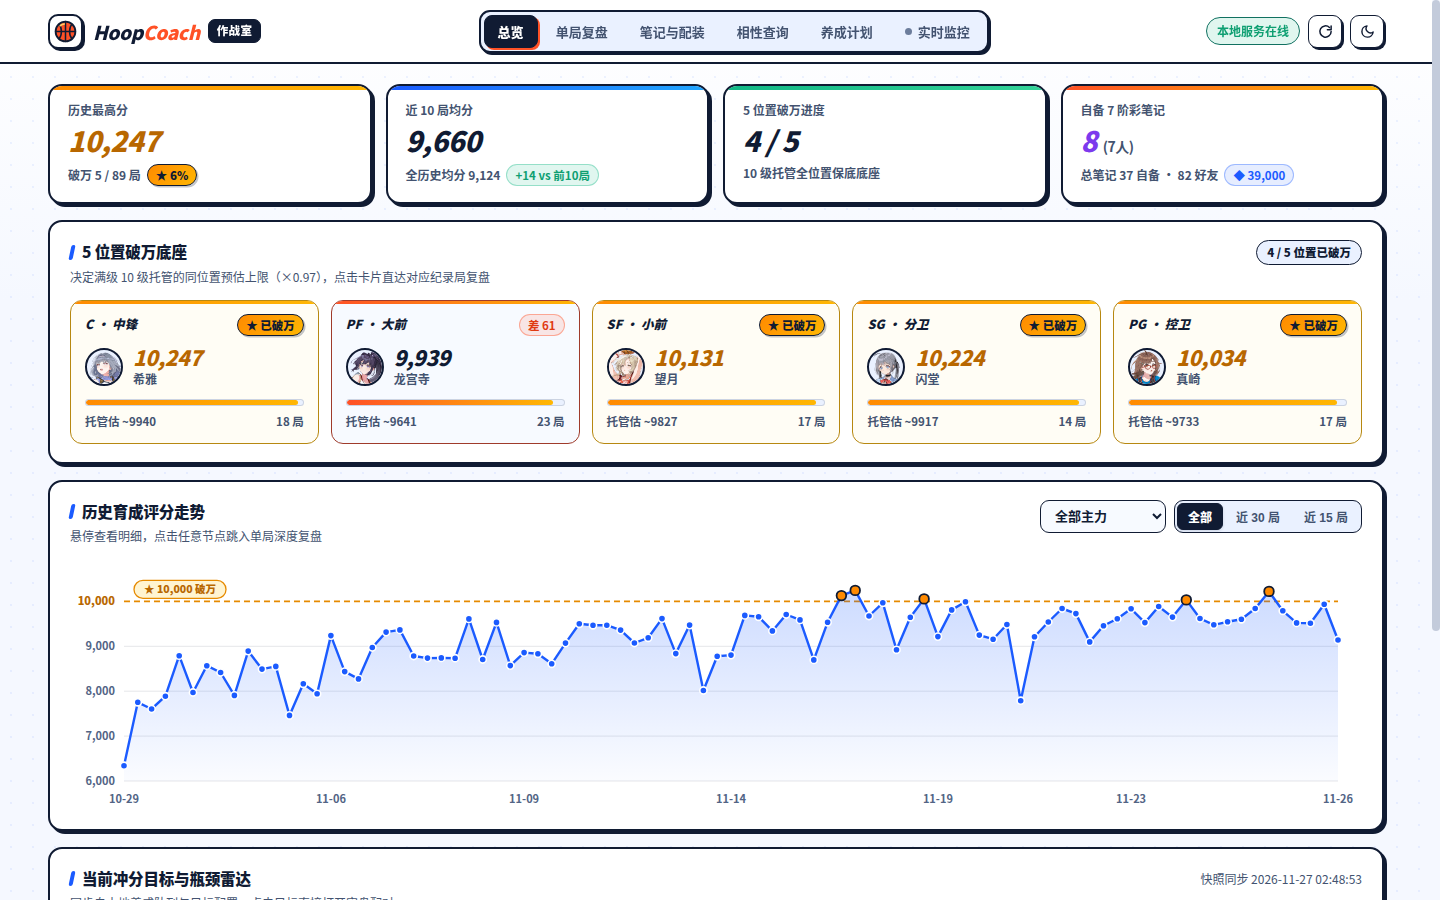 HoopCoach 作战室
总览 单局复盘 笔记与配装 相性查询 养成计划 实时监控
本地服务在线
历史最高分
10,247
破万 5 / 89 局 ★ 6%
近 10 局均分
9,660
全历史均分 9,124 +14 vs 前10局
5 位置破万进度
4 / 5
10 级托管全位置保底底座
自备 7 阶彩笔记
8 (7人)
总笔记 37 自备 · 82 好友 ◆ 39,000
5 位置破万底座
4 / 5 位置已破万
决定满级 10 级托管的同位置预估上限（×0.97），点击卡片直达对应纪录局复盘
C · 中锋 ★ 已破万
10,247
希雅
托管估 ~9940 18 局
PF · 大前 差 61
9,939
龙宫寺
托管估 ~9641 23 局
SF · 小前 ★ 已破万
10,131
望月
托管估 ~9827 17 局
SG · 分卫 ★ 已破万
10,224
闪堂
托管估 ~9917 14 局
PG · 控卫 ★ 已破万
10,034
真崎
托管估 ~9733 17 局
历史育成评分走势
悬停查看明细，点击任意节点跳入单局深度复盘
全部主力 全部 近 30 局 近 15 局
★ 10,000 破万
10,000
9,000
8,000
7,000
6,000
10-29 11-06 11-09 11-14 11-19 11-23 11-26
当前冲分目标与瓶颈雷达
快照同步 2026-11-27 02:48:53